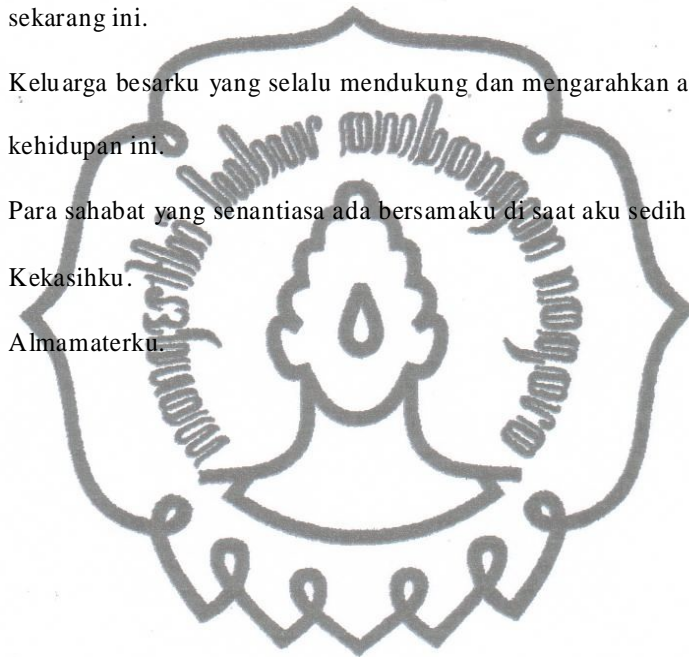 sekarang ini.
Keluarga besarku yang selalu mendukung dan mengarahkan a
kehidupan ini.
Para sahabat yang senantiasa ada bersamaku di saat aku sedih
Kekasihku.
Almamaterku.